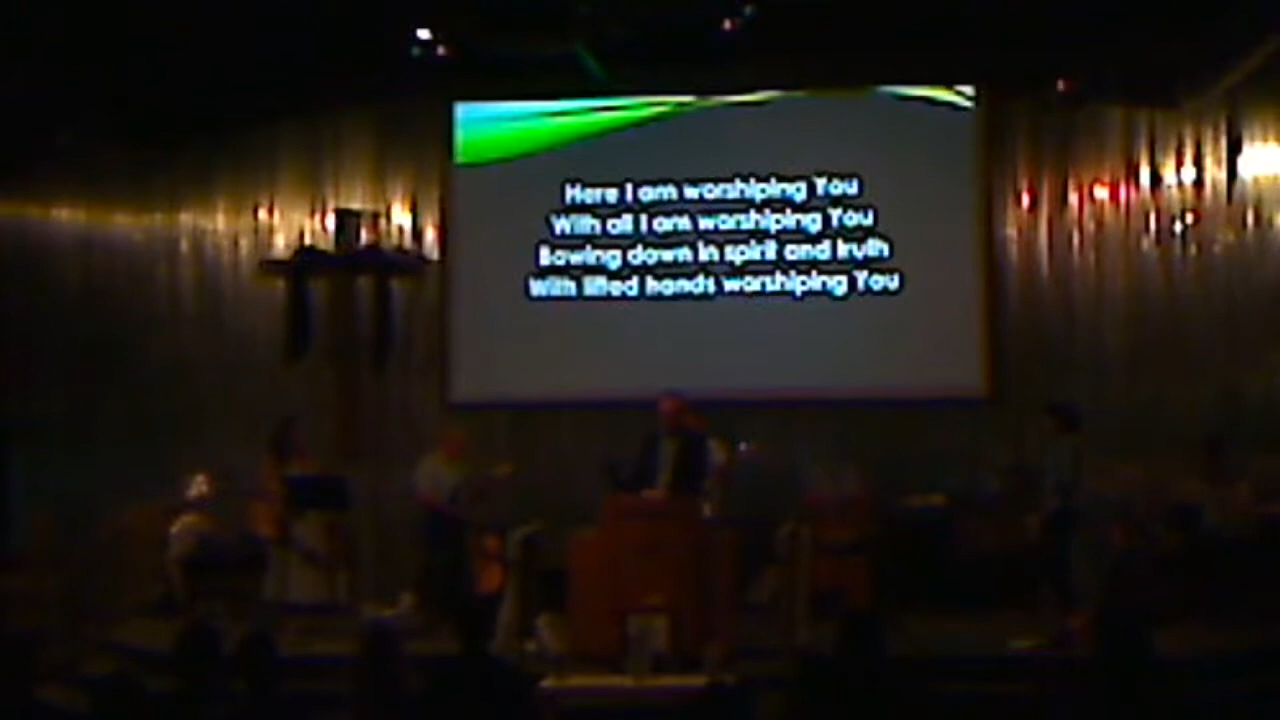 Here I am worshiping You
With all I am worshiping You
Bowing down in spirit and truth
With lifted hands worshiping You